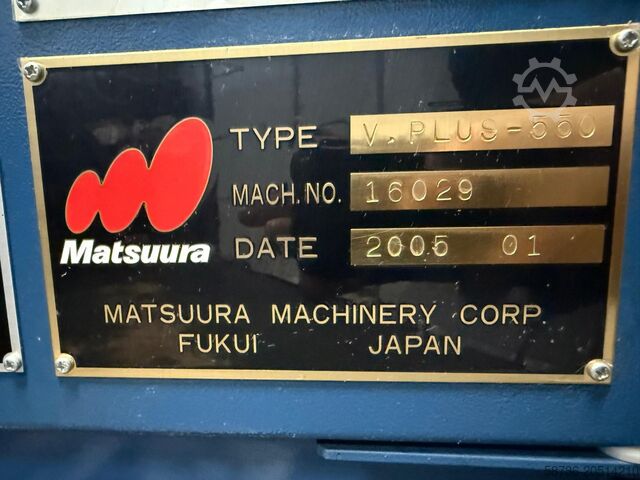 TYPE V.PLUS-550
MACH.NO. 16029
Matsuura
DATE 2005 01
MATSUURA MACHINERY CORP.
FUKUI JAPAN